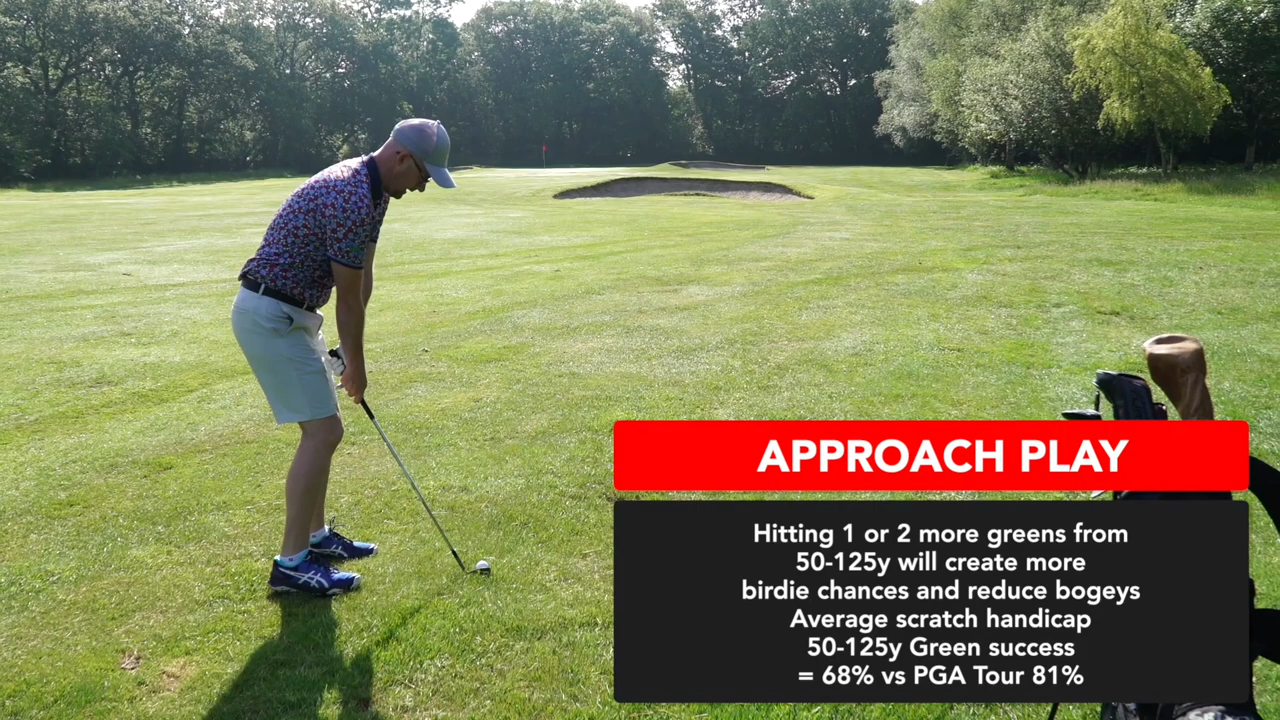 APPROACH PLAY
Hitting 1 or 2 more greens from
50-125y will create more
birdie chances and reduce bogeys
Average scratch handicap
50-125y Green success
= 68% vs PGA Tour 81%